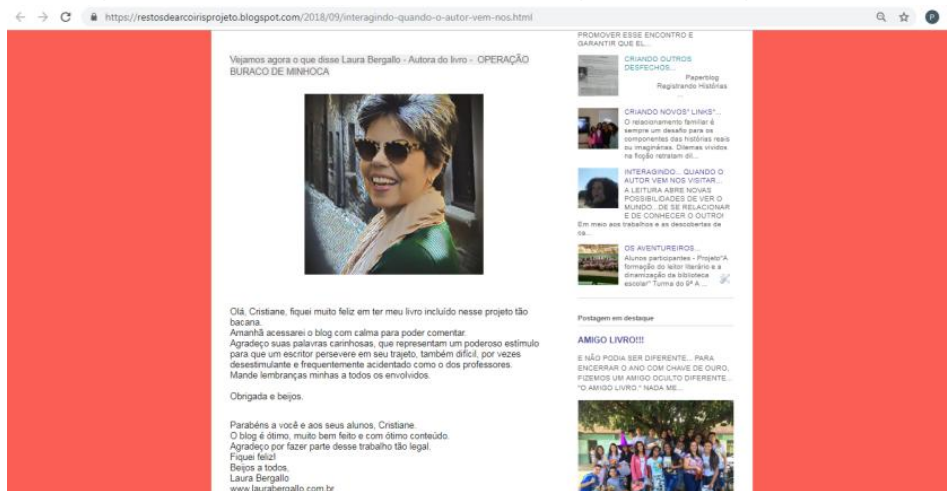 https://restosdearcoirisprojeto.blogspot.com/2018/09/interagindo-quando-o-autor-vem-nos.html
P
Vejamos agora o que disse Laura Bergallo - Autora do livro - OPERAÇÃO
BURACO DE MINHOCA
Olá, Cristiane, fiquei muito feliz em ter meu livro incluído nesse projeto tão
bacana.
Amanhã acessarei o blog com calma para poder comentar.
Agradeço suas palavras carinhosas, que representam um poderoso estímulo
para que um escritor persevere em seu trajeto, também difícil, por vezes
desestimulante e frequentemente acidentado como o dos professores.
Mande lembranças minhas a todos os envolvidos.
Obrigada e beijos.
Parabéns a você e aos seus alunos, Cristiane.
O blog é ótimo, muito bem feito e com ótimo conteúdo.
Agradeço por fazer parte desse trabalho tão legal.
Fiquei feliz!
Beijos a todos,
Laura Bergallo
www.laurabergallo.com.br
PROMOVER ESSE ENCONTRO E
GARANTIR QUE EL...
CRIANDO OUTROS
DESFECHOS...
Paperblog
Registrando Histórias
...
CRIANDO NOVOS" LINKS"...
O relacionamento familiar é
sempre um desafio para os
componentes das histórias reais
ou imaginárias. Dilemas vividos
na ficção retratam dil...
INTERAGINDO... QUANDO O
AUTOR VEM NOS VISITAR...
A LEITURA ABRE NOVAS
POSSIBILIDADES DE VER O
MUNDO...DE SE RELACIONAR
E DE CONHECER O OUTRO!
Em meio aos trabalhos e as descobertas de
ca...
OS AVENTUREIROS...
Alunos participantes - Projeto"A
formação do leitor literário e a
dinamização da biblioteca
escolar" Turma do 9º A ...
Postagem em destaque
AMIGO LIVRO!!!
E NÃO PODIA SER DIFERENTE... PARA
ENCERRAR O ANO COM CHAVE DE OURO,
FIZEMOS UM AMIGO OCULTO DIFERENTE...
"O AMIGO LIVRO." NADA ME...